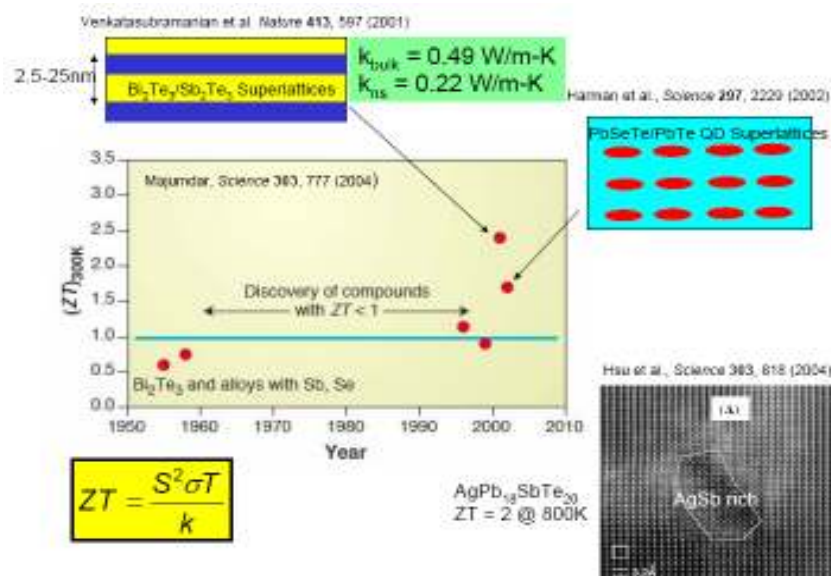 Venkatasubramanian et al. Nature 413, 597 (2001)
2.5-25nm
Bi2Te3/Sb2Te3 Superlattices
kbulk = 0.49 W/m-K
kns = 0.22 W/m-K
Harman et al., Science 297, 2229 (2002)
PbSeTe/PbTe QD Superlattices
Majumdar, Science 303, 777 (2004)
3.5
3.0
2.5
2.0
1.5
1.0
0.5
0.0
(ZT)300K
Discovery of compounds
with ZT < 1
Bi2Te3 and alloys with Sb, Se
1950 1960 1970 1980 1990 2000 2010
Year
Hsu et al., Science 303, 818 (2004)
(A)
AgSb rich
ZT = S²σT / k
AgPb18SbTe20
ZT = 2 @ 800K